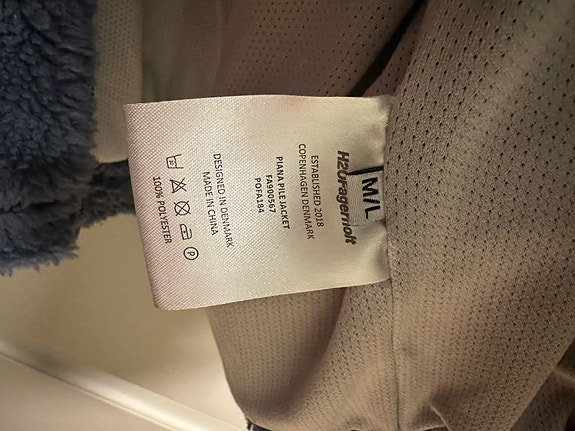 H2OFagerholt
M/L
ESTABLISHED 2018
COPENHAGEN DENMARK
PIANA PILE JACKET
FA900567
POFA184
DESIGNED IN DENMARK
MADE IN CHINA
P
100% POLYESTER